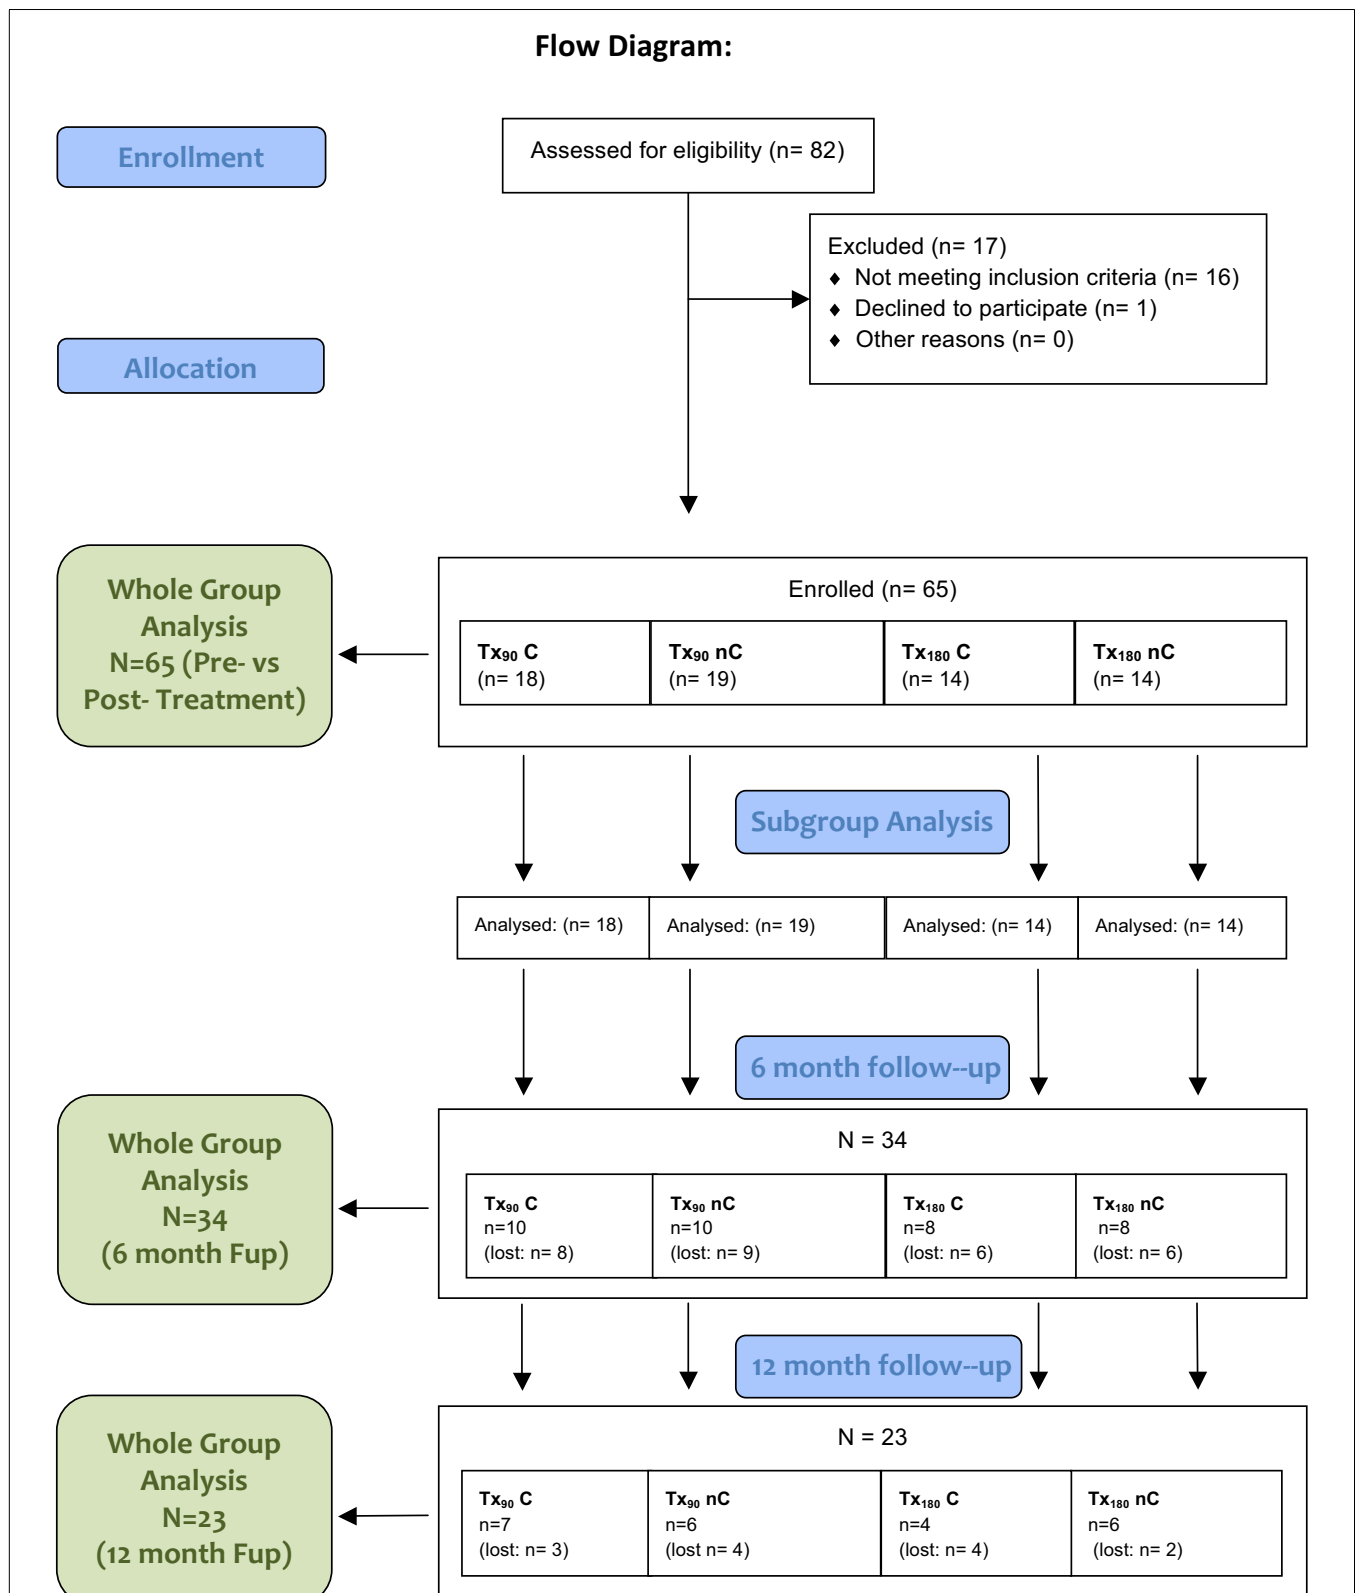 Flow Diagram:
Enrollment
Assessed for eligibility (n= 82)
Excluded (n= 17)
♦ Not meeting inclusion criteria (n= 16)
♦ Declined to participate (n= 1)
♦ Other reasons (n= 0)
Allocation
Whole Group
Analysis
N=65 (Pre- vs
Post- Treatment)
Enrolled (n= 65)
Tx90 C
(n= 18)
Tx90 nC
(n= 19)
Tx180 C
(n= 14)
Tx180 nC
(n= 14)
Subgroup Analysis
Analysed: (n= 18)
Analysed: (n= 19)
Analysed: (n= 14)
Analysed: (n= 14)
6 month follow--up
Whole Group
Analysis
N=34
(6 month Fup)
N = 34
Tx90 C
n=10
(lost: n= 8)
Tx90 nC
n=10
(lost: n= 9)
Tx180 C
n=8
(lost: n= 6)
Tx180 nC
n=8
(lost: n= 6)
12 month follow--up
Whole Group
Analysis
N=23
(12 month Fup)
N = 23
Tx90 C
n=7
(lost: n= 3)
Tx90 nC
n=6
(lost n= 4)
Tx180 C
n=4
(lost: n= 4)
Tx180 nC
n=6
(lost: n= 2)